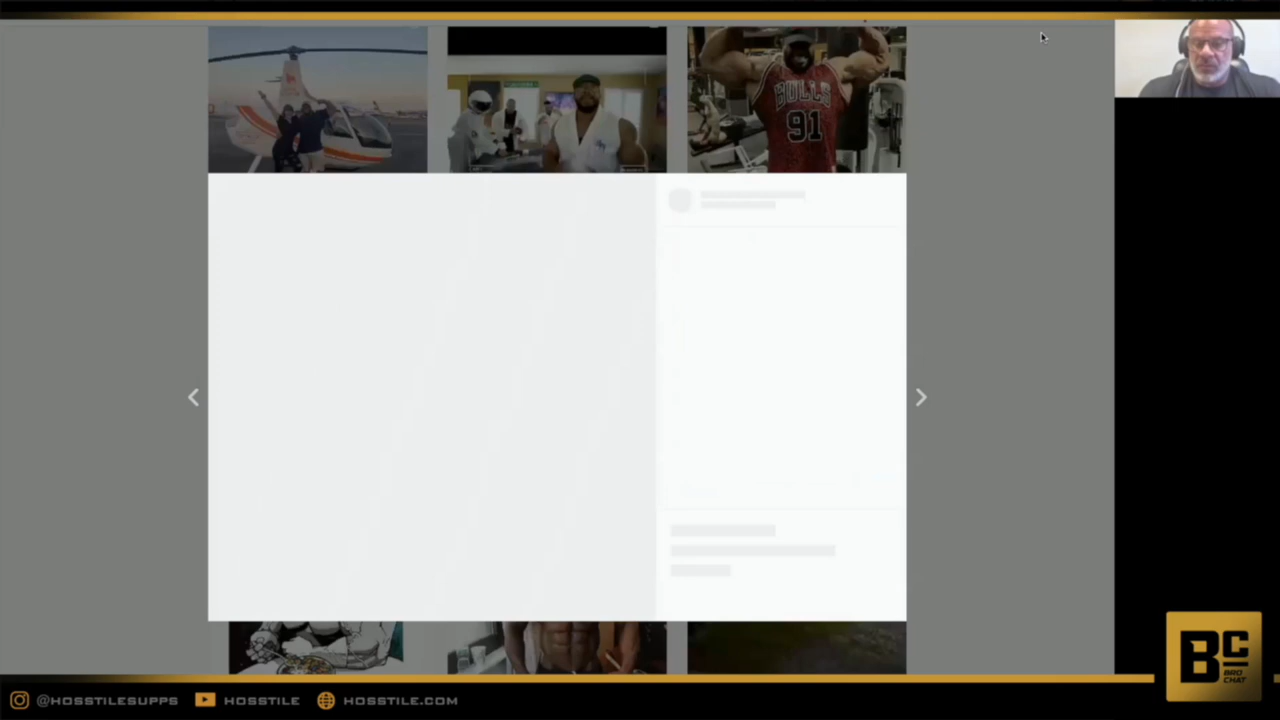 BULLS
91
BC
BRO
CHAT
@HOSSTILESUPPS
HOSSTILE
HOSSTILE.COM